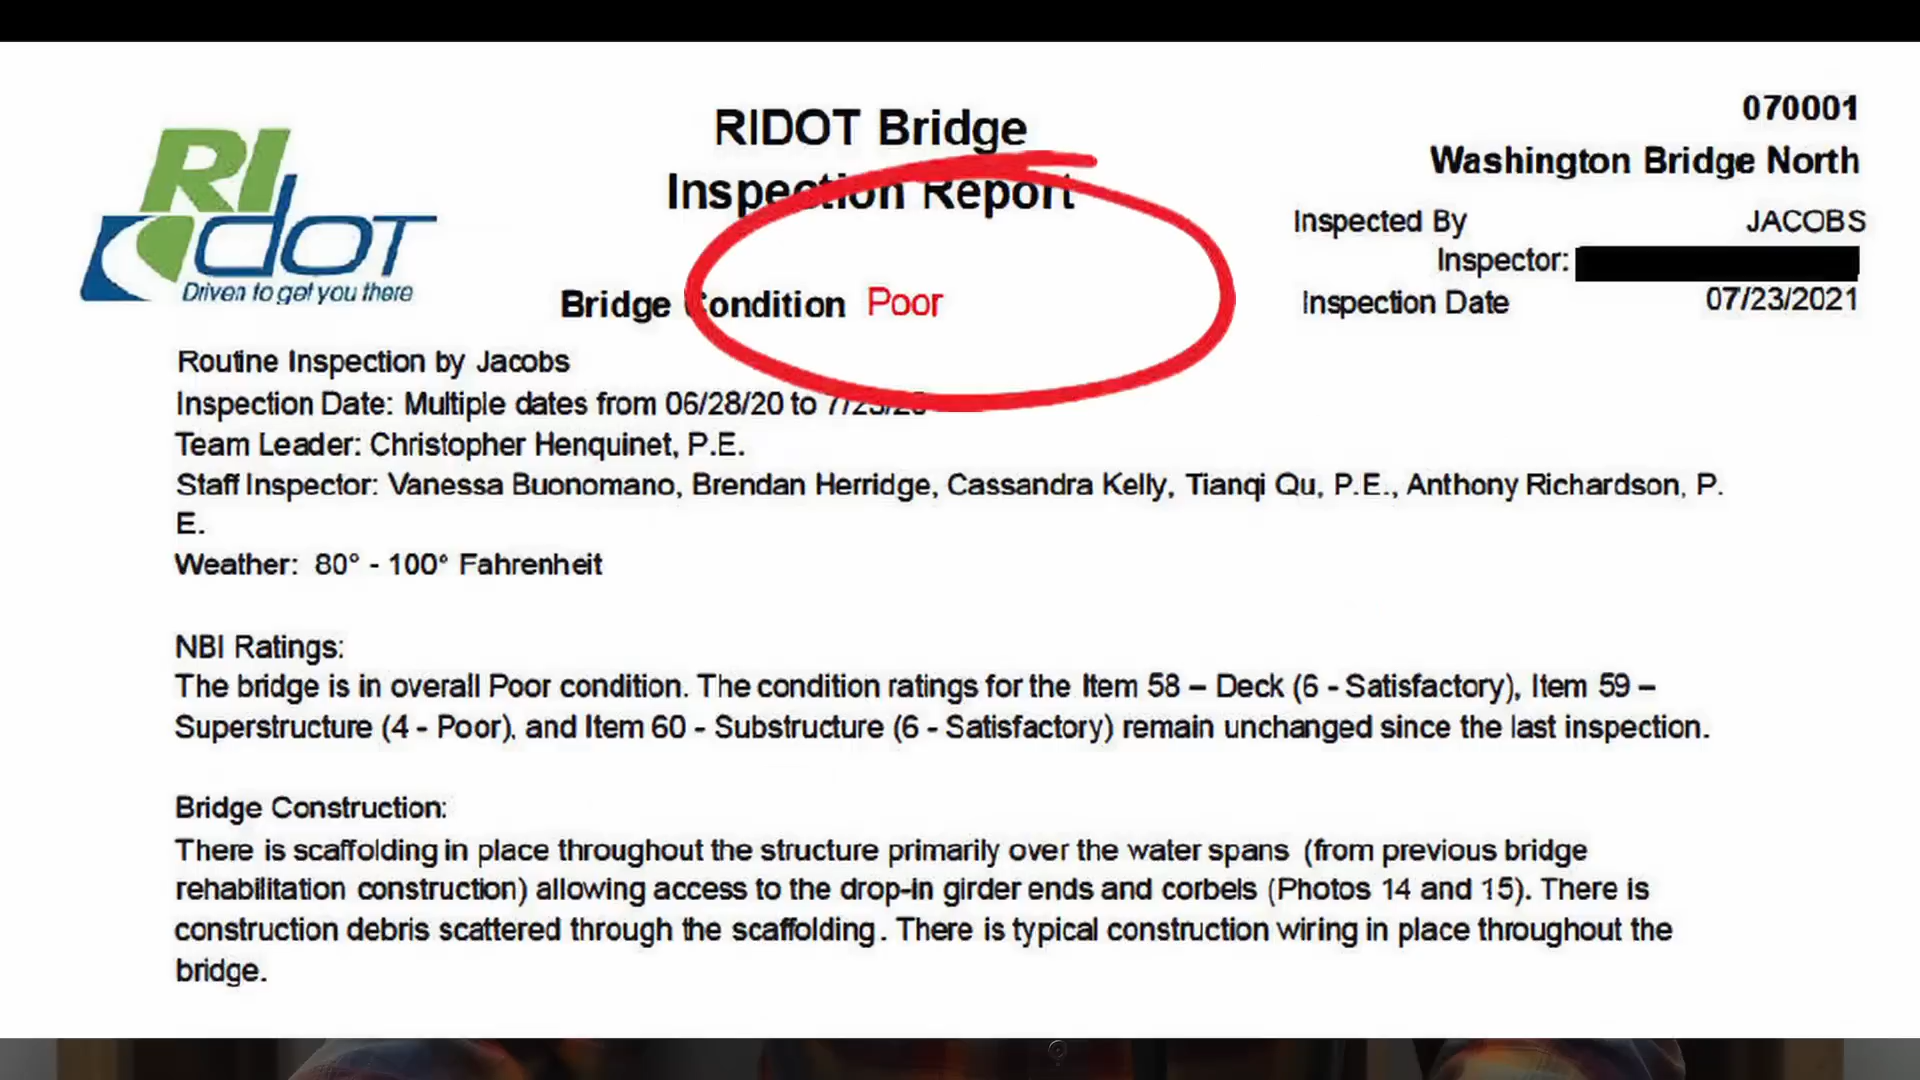 RI
DOT
Driven to get you there
RIDOT Bridge
Inspection Report
Bridge Condition Poor
070001
Washington Bridge North
Inspected By JACOBS
Inspector:
Inspection Date 07/23/2021
Routine Inspection by Jacobs
Inspection Date: Multiple dates from 06/28/20 to 7/23/20
Team Leader: Christopher Henquinet, P.E.
Staff Inspector: Vanessa Buonomano, Brendan Herridge, Cassandra Kelly, Tianqi Qu, P.E., Anthony Richardson, P.
E.
Weather: 80° - 100° Fahrenheit
NBI Ratings:
The bridge is in overall Poor condition. The condition ratings for the Item 58 – Deck (6 - Satisfactory), Item 59 –
Superstructure (4 - Poor), and Item 60 - Substructure (6 - Satisfactory) remain unchanged since the last inspection.
Bridge Construction:
There is scaffolding in place throughout the structure primarily over the water spans (from previous bridge
rehabilitation construction) allowing access to the drop-in girder ends and corbels (Photos 14 and 15). There is
construction debris scattered through the scaffolding. There is typical construction wiring in place throughout the
bridge.